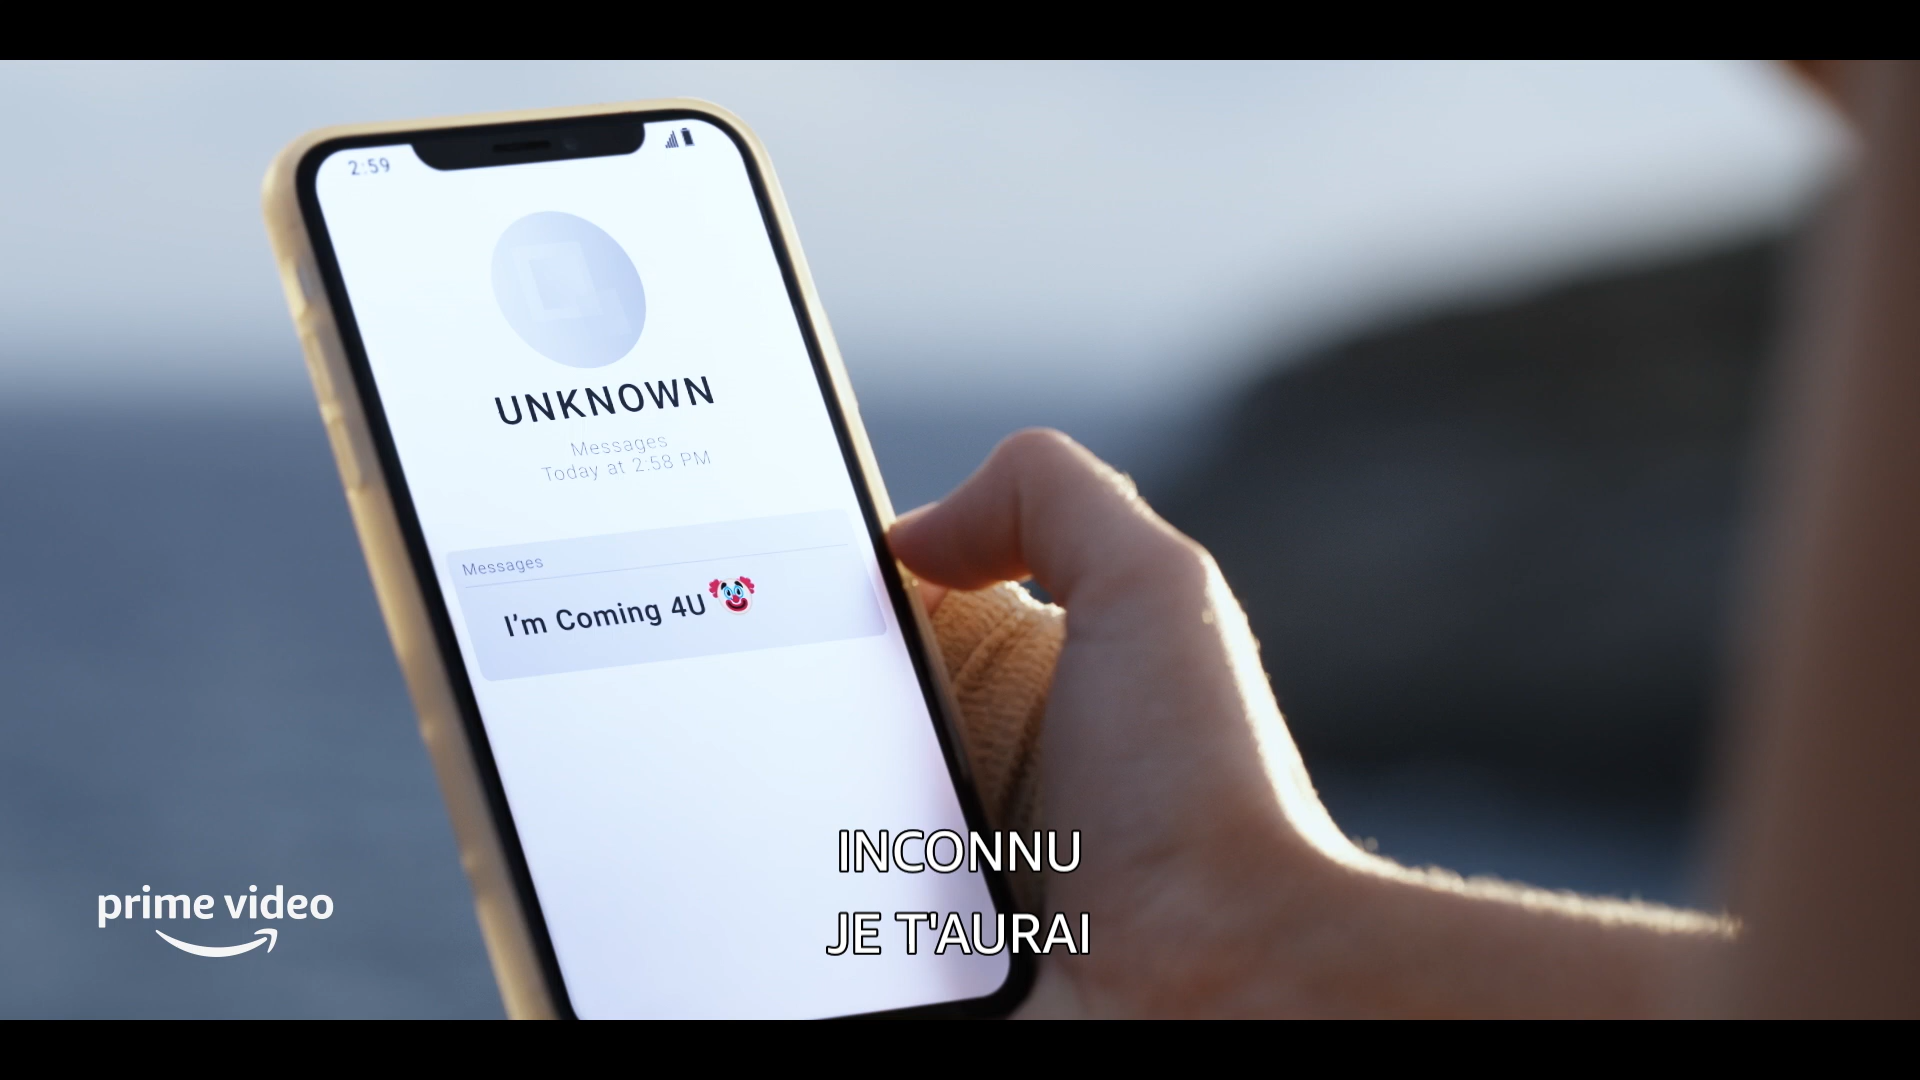 2:59
UNKNOWN
Messages
Today at 2:58 PM
Messages
I'm Coming 4U🤡
INCONNU
JE T'AURAI
prime video